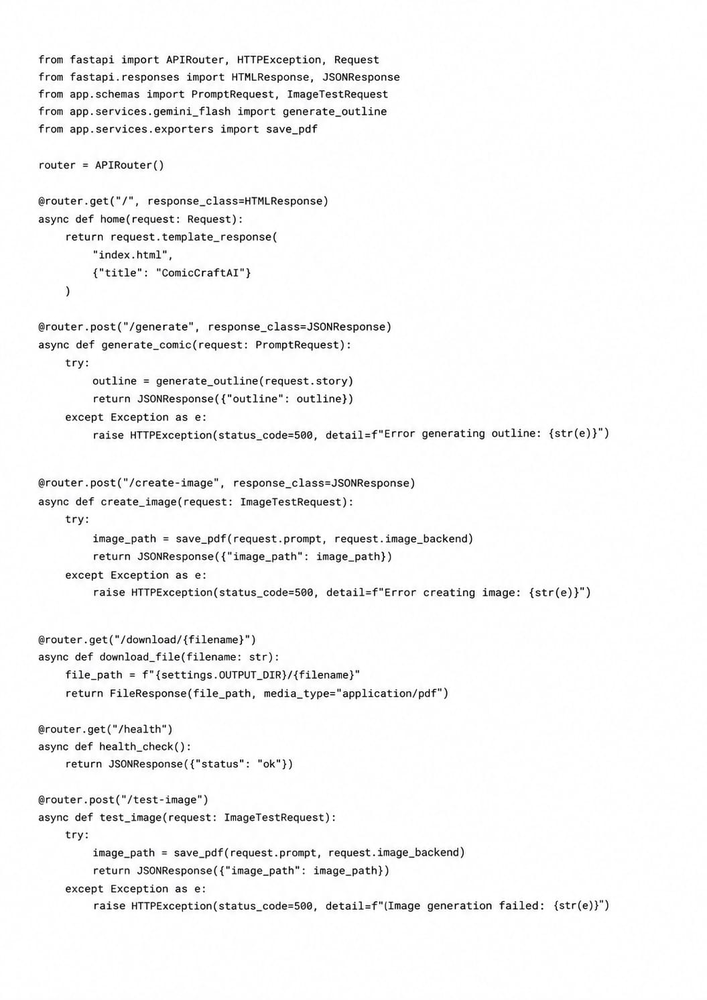 from fastapi import APIRouter, HTTPException, Request
from fastapi.responses import HTMLResponse, JSONResponse
from app.schemas import PromptRequest, ImageTestRequest
from app.services.gemini_flash import generate_outline
from app.services.exporters import save_pdf

router = APIRouter()

@router.get("/", response_class=HTMLResponse)
async def home(request: Request):
    return request.template_response(
        "index.html",
        {"title": "ComicCraftAI"}
    )

@router.post("/generate", response_class=JSONResponse)
async def generate_comic(request: PromptRequest):
    try:
        outline = generate_outline(request.story)
        return JSONResponse({"outline": outline})
    except Exception as e:
        raise HTTPException(status_code=500, detail=f"Error generating outline: {str(e)}")

@router.post("/create-image", response_class=JSONResponse)
async def create_image(request: ImageTestRequest):
    try:
        image_path = save_pdf(request.prompt, request.image_backend)
        return JSONResponse({"image_path": image_path})
    except Exception as e:
        raise HTTPException(status_code=500, detail=f"Error creating image: {str(e)}")

@router.get("/download/{filename}")
async def download_file(filename: str):
    file_path = f"{settings.OUTPUT_DIR}/{filename}"
    return FileResponse(file_path, media_type="application/pdf")

@router.get("/health")
async def health_check():
    return JSONResponse({"status": "ok"})

@router.post("/test-image")
async def test_image(request: ImageTestRequest):
    try:
        image_path = save_pdf(request.prompt, request.image_backend)
        return JSONResponse({"image_path": image_path})
    except Exception as e:
        raise HTTPException(status_code=500, detail=f"(Image generation failed: {str(e)}")